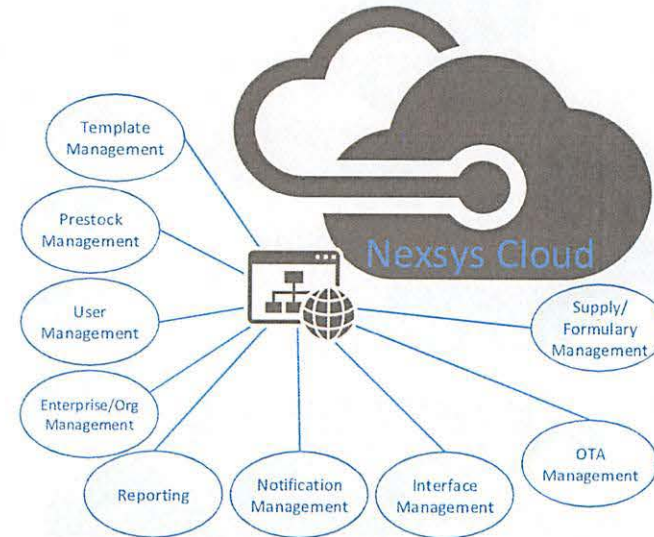 Template
Management
Prestock
Management
User
Management
Enterprise/Org
Management
Reporting
Notification
Management
Interface
Management
OTA
Management
Supply/
Formulary
Management
Nexsys Cloud